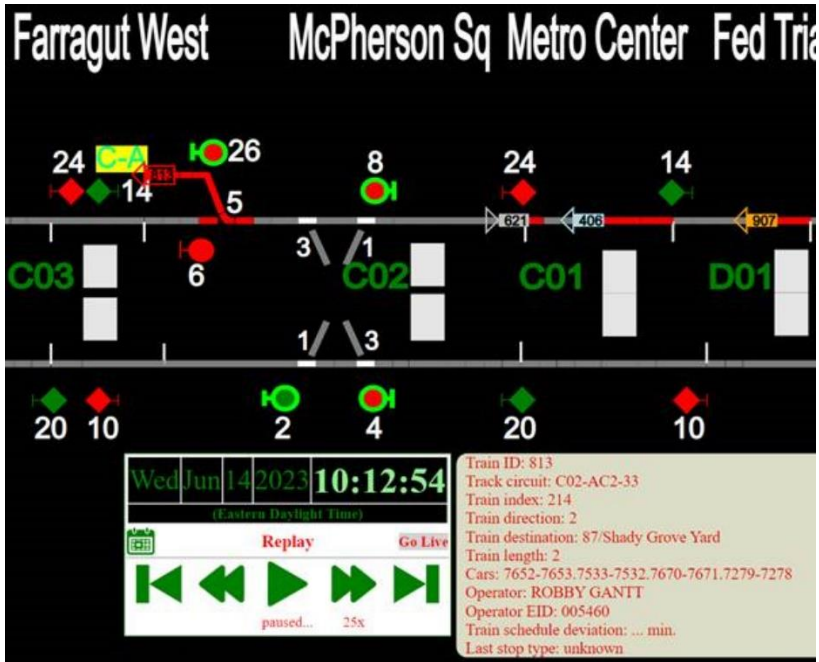 Farragut West McPherson Sq Metro Center Fed Tria
24 C-A 26 8 24 14
813 14 5
621 406 907
6 3 1
C03 C02 C01 D01
1 3
20 10 2 4 20 10
Wed Jun 14 2023 10:12:54
(Eastern Daylight Time)
Replay Go Live
paused... 25x
Train ID: 813
Track circuit: C02-AC2-33
Train index: 214
Train direction: 2
Train destination: 87/Shady Grove Yard
Train length: 2
Cars: 7652-7653.7533-7532.7670-7671.7279-7278
Operator: ROBBY GANTT
Operator EID: 005460
Train schedule deviation: ... min.
Last stop type: unknown